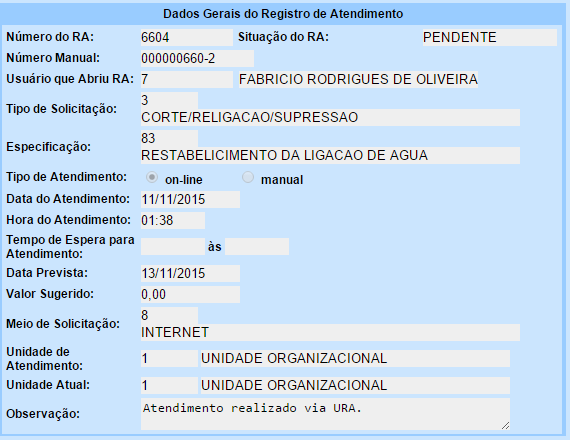 Dados Gerais do Registro de Atendimento
Número do RA: 6604 Situação do RA: PENDENTE
Número Manual: 000000660-2
Usuário que Abriu RA: 7 FABRICIO RODRIGUES DE OLIVEIRA
Tipo de Solicitação: 3
CORTE/RELIGACAO/SUPRESSAO
Especificação: 83
RESTABELICIMENTO DA LIGACAO DE AGUA
Tipo de Atendimento: on-line manual
Data do Atendimento: 11/11/2015
Hora do Atendimento: 01:38
Tempo de Espera para
Atendimento: às
Data Prevista: 13/11/2015
Valor Sugerido: 0,00
Meio de Solicitação: 8
INTERNET
Unidade de
Atendimento: 1 UNIDADE ORGANIZACIONAL
Unidade Atual: 1 UNIDADE ORGANIZACIONAL
Observação: Atendimento realizado via URA.